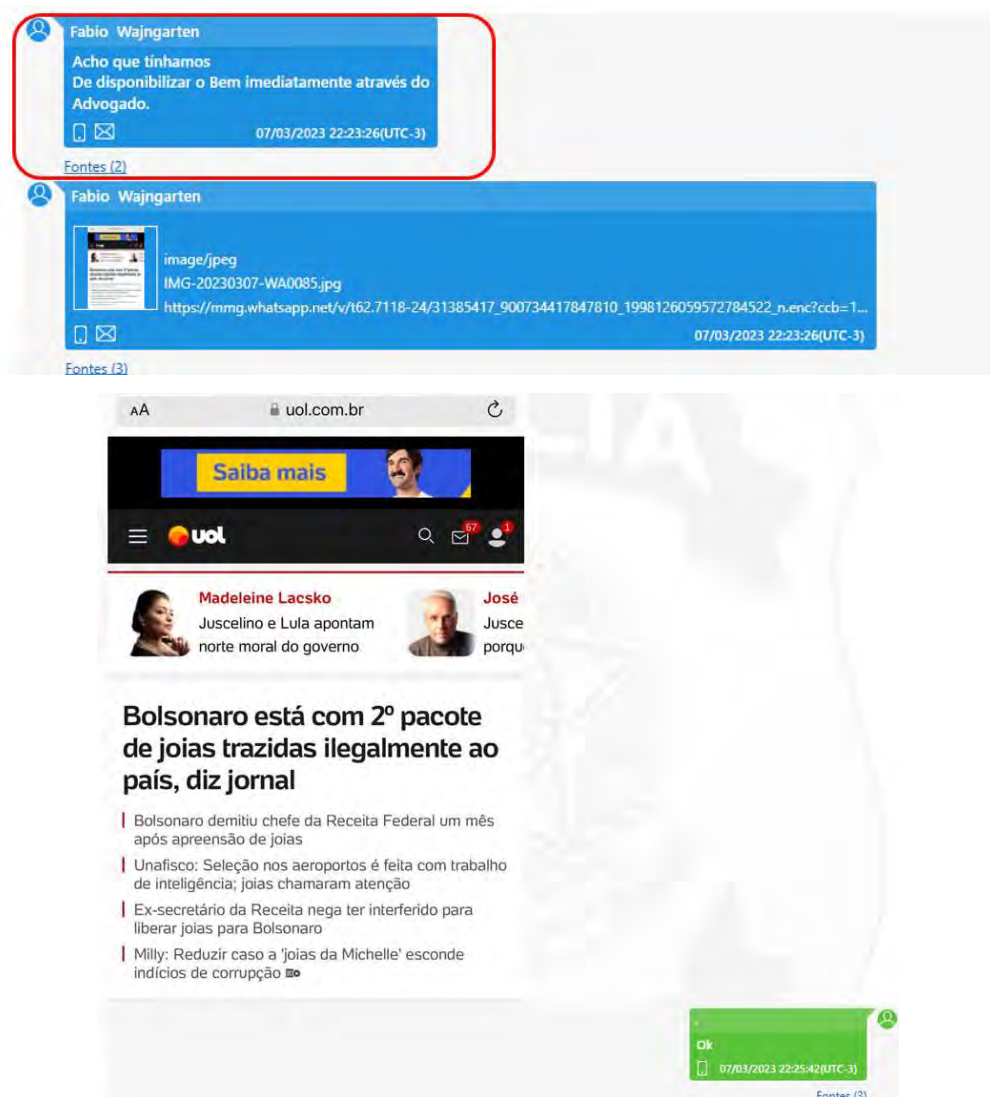 Fabio Wajngarten
Acho que tínhamos
De disponibilizar o Bem imediatamente através do
Advogado.
07/03/2023 22:23:26(UTC-3)
Fontes (2)
Fabio Wajngarten
image/jpeg
IMG-20230307-WA0085.jpg
https://mmg.whatsapp.net/v/t62.7118-24/31385417_900734417847810_1998126059572784522_n.enc?ccb=1...
07/03/2023 22:23:26(UTC-3)
Fontes (3)
AA uol.com.br
Saiba mais
uol 67 1
Madeleine Lacsko
Juscelino e Lula apontam
norte moral do governo
José
Jusce
porqu
Bolsonaro está com 2º pacote
de joias trazidas ilegalmente ao
país, diz jornal
Bolsonaro demitiu chefe da Receita Federal um mês
após apreensão de joias
Unafisco: Seleção nos aeroportos é feita com trabalho
de inteligência; joias chamaram atenção
Ex-secretário da Receita nega ter interferido para
liberar joias para Bolsonaro
Milly: Reduzir caso a 'joias da Michelle' esconde
indícios de corrupção
.
Ok
07/03/2023 22:25:42(UTC-3)
Fontes (3)